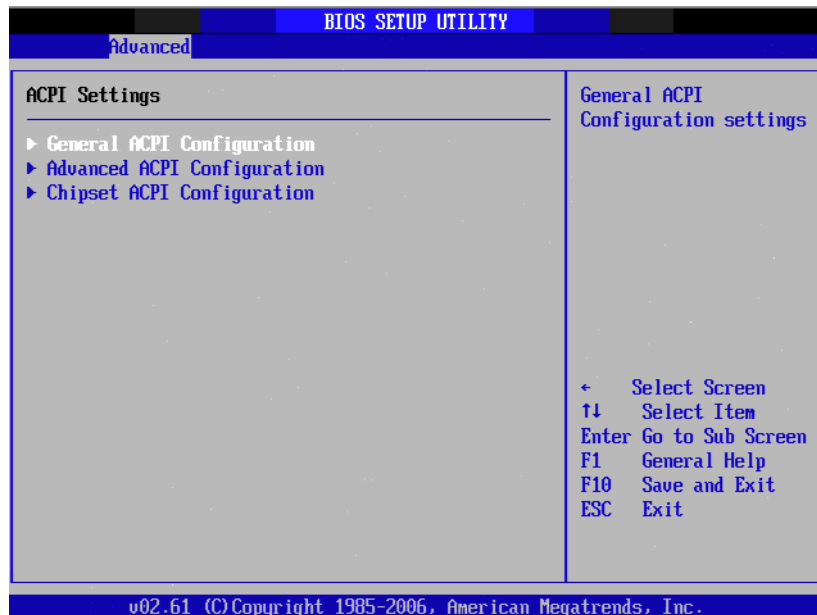 BIOS SETUP UTILITY
Advanced
ACPI Settings
▶ General ACPI Configuration
▶ Advanced ACPI Configuration
▶ Chipset ACPI Configuration
General ACPI
Configuration settings
← Select Screen
↑↓ Select Item
Enter Go to Sub Screen
F1 General Help
F10 Save and Exit
ESC Exit
v02.61 (C)Copyright 1985-2006, American Megatrends, Inc.